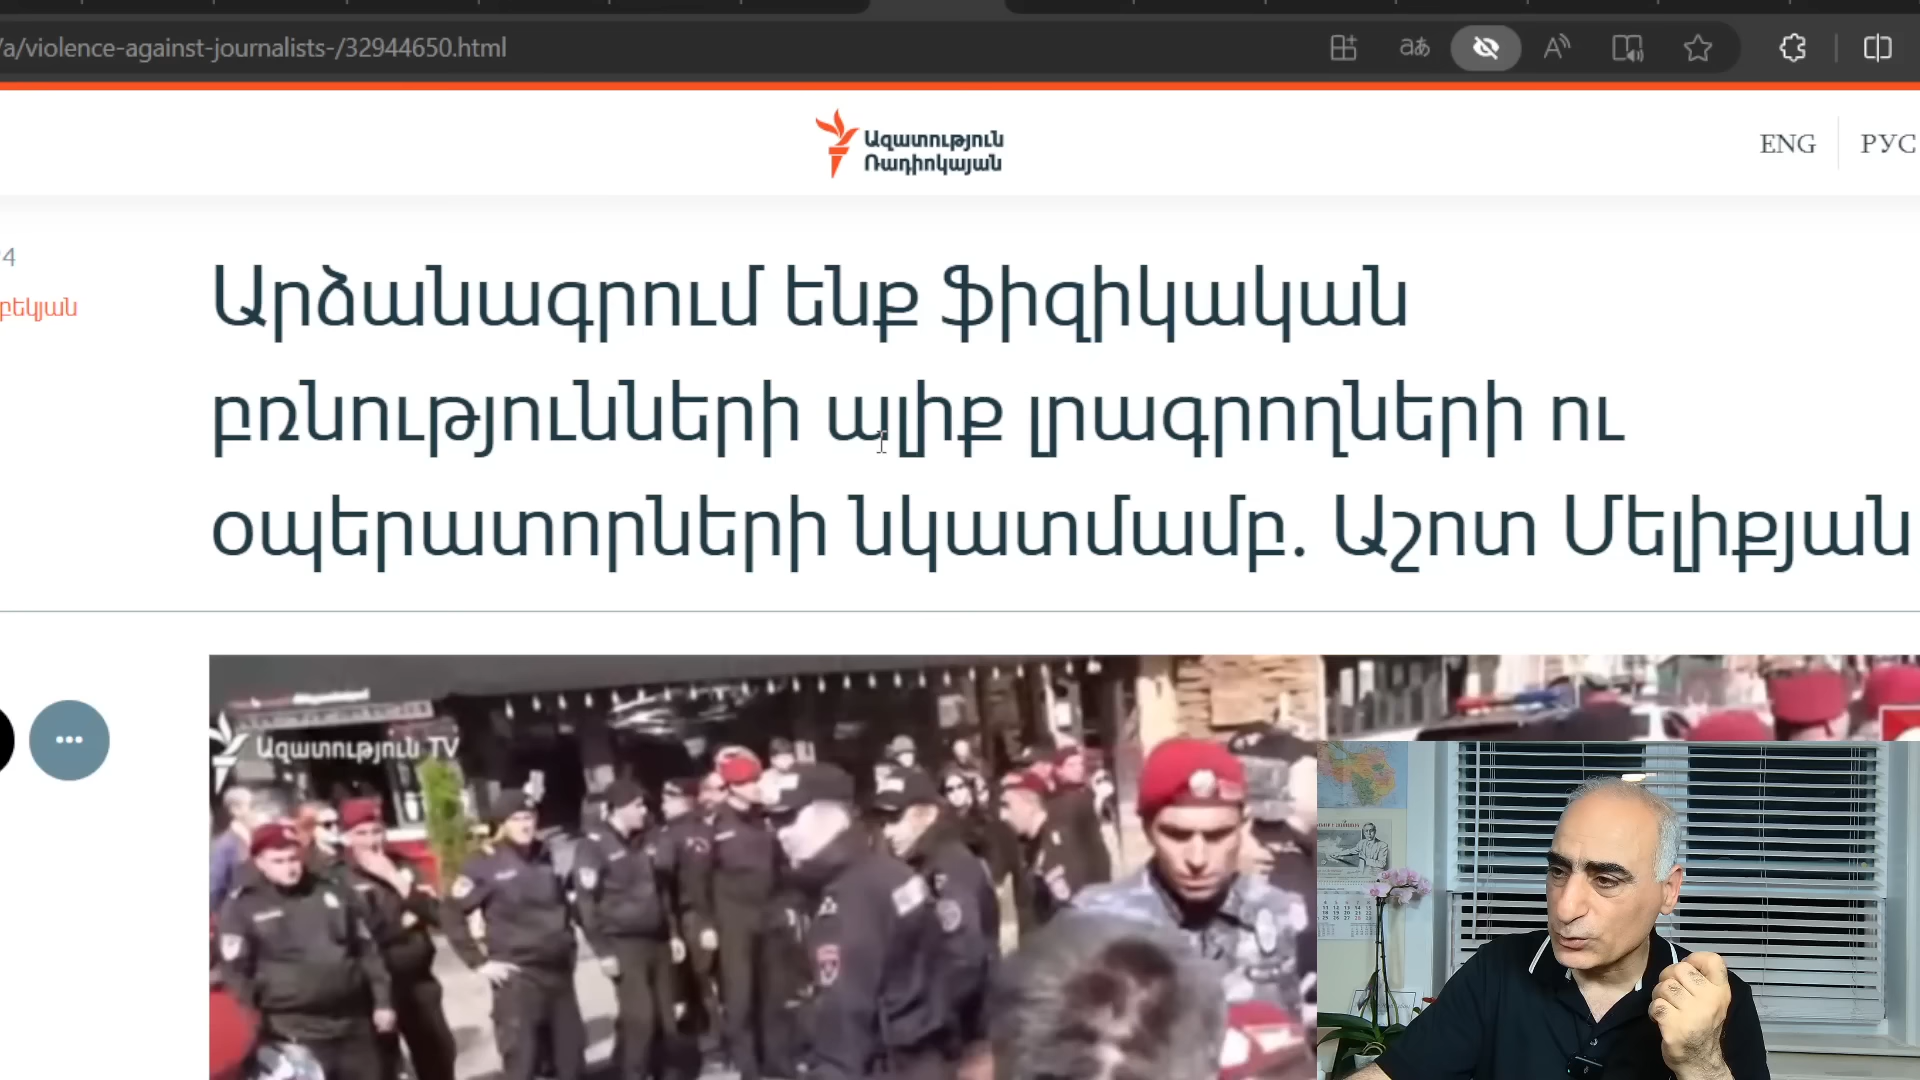 /a/violence-against-journalists-/32944650.html
Ազատություն
Ռադիոկայան
ENG
РУС
4
բեկյան
Արձանագրում ենք ֆիզիկական
բռնությունների ալիք լրագրողների ու
օպերատորների նկատմամբ. Աշոտ Մելիքյան
Ազատություն TV